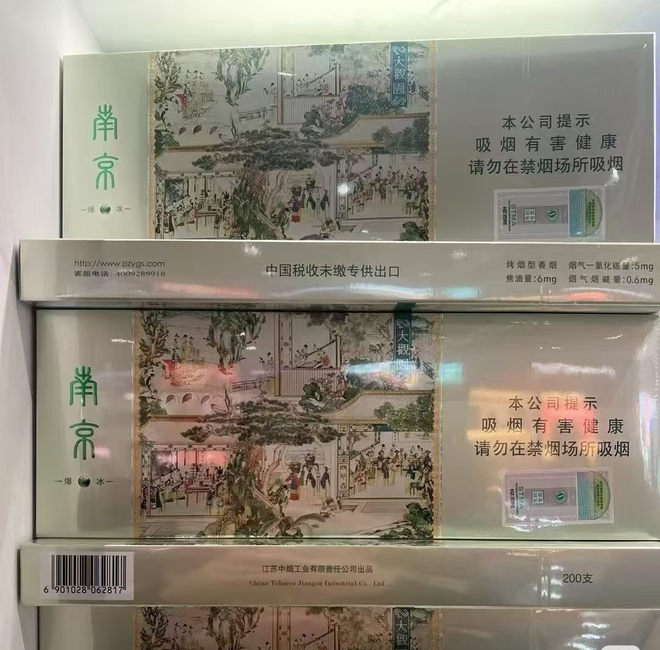 大觀園
南京
爆冰
本公司提示
吸烟有害健康
请勿在禁烟场所吸烟
http://www.jszygs.com
客服电话:4009289918
中国税收未缴专供出口
烤烟型香烟 烟气一氧化碳量:5mg
焦油量:6mg 烟气烟碱量:0.6mg
大觀園
南京
爆冰
本公司提示
吸烟有害健康
请勿在禁烟场所吸烟
6 901028 062817
江苏中烟工业有限责任公司出品
China Tobacco Jiangsu Industrial Co., Ltd.
200支
大觀